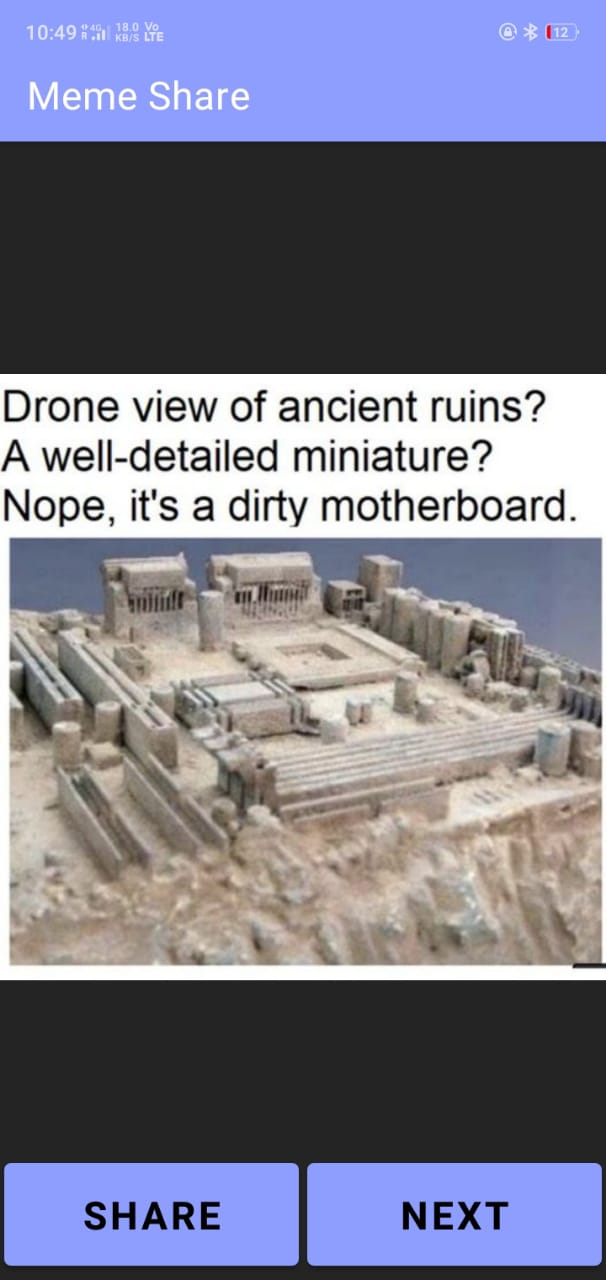 10:49 R 4G 18.0 KB/S Vo LTE 12
Meme Share
Drone view of ancient ruins?
A well-detailed miniature?
Nope, it's a dirty motherboard.
SHARE NEXT